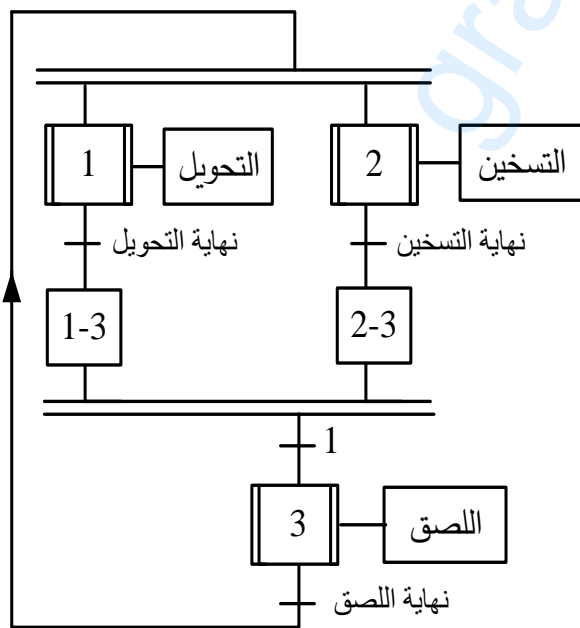 1
التحويل
2
التسخين
نهاية التحويل
نهاية التسخين
1-3
2-3
1
3
اللصق
نهاية اللصق